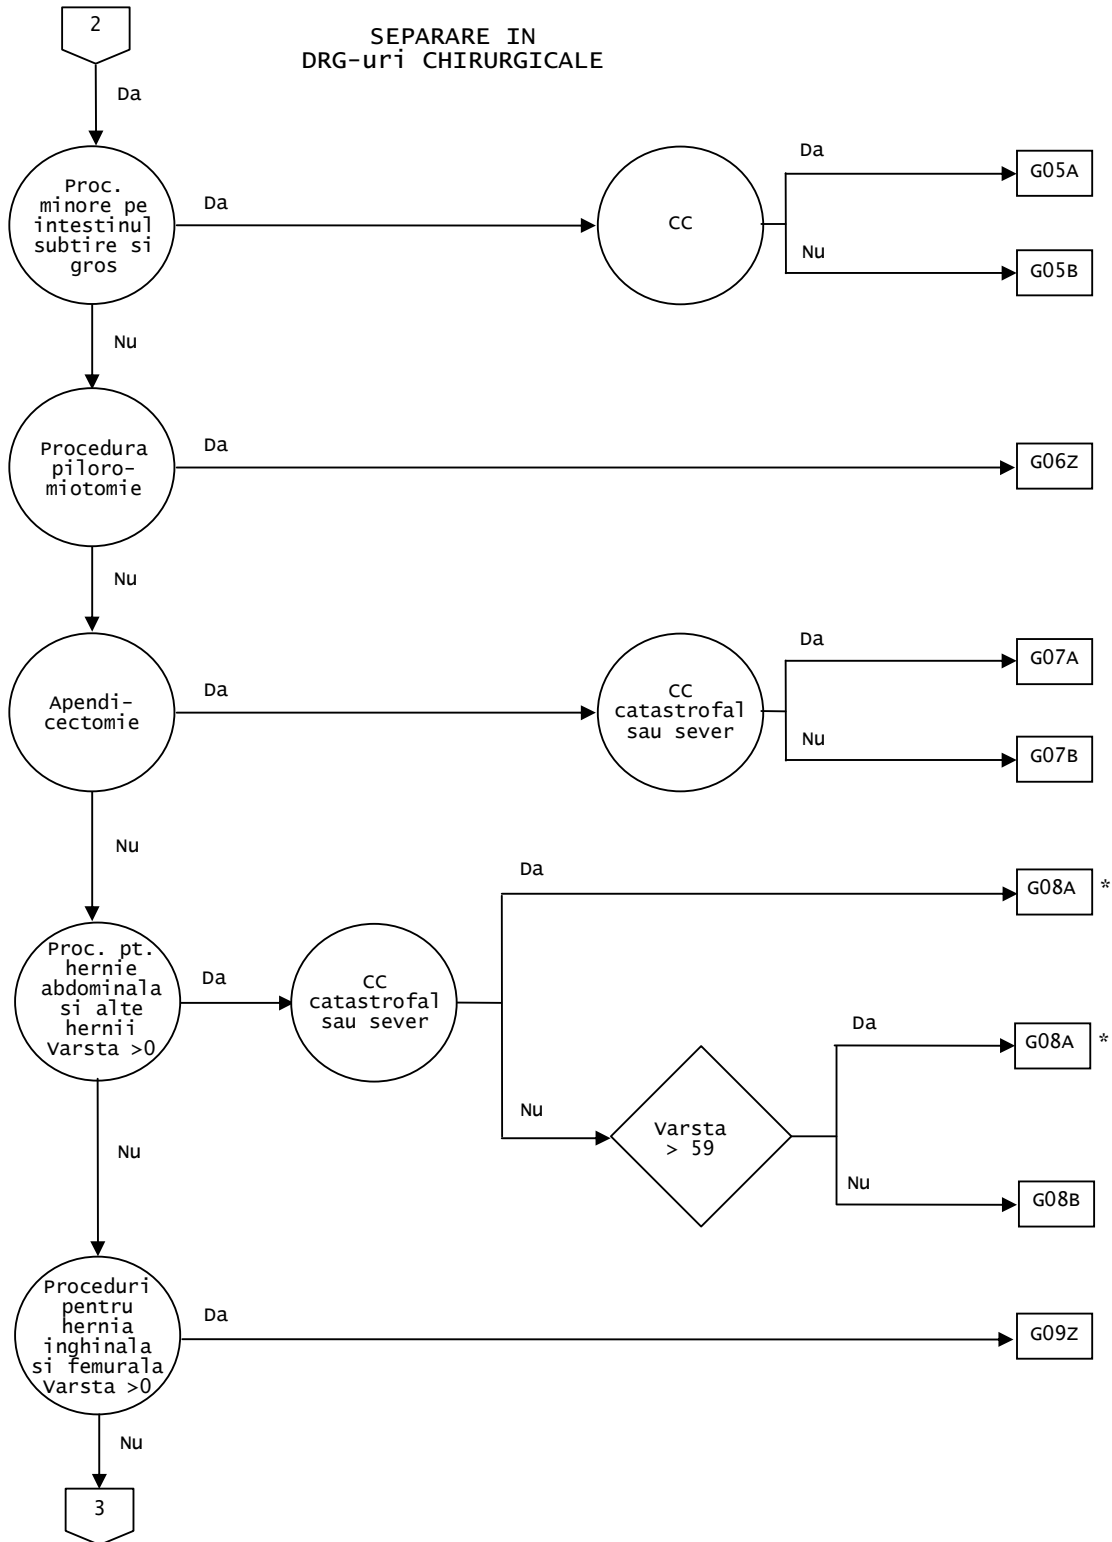 2
SEPARARE IN
DRG-uri CHIRURGICALE
Da
Proc.
minore pe
intestinul
subtire si
gros
Da
CC
Da
G05A
Nu
G05B
Nu
Procedura
piloro-
miotomie
Da
G06Z
Nu
Apendi-
cectomie
Da
CC
catastrofal
sau sever
Da
G07A
Nu
G07B
Nu
Proc. pt.
hernie
abdominala
si alte
hernii
Varsta >0
Da
CC
catastrofal
sau sever
Da
G08A *
Nu
Varsta
> 59
Da
G08A *
Nu
G08B
Nu
Proceduri
pentru
hernia
inghinala
si femurala
Varsta >0
Da
G09Z
Nu
3